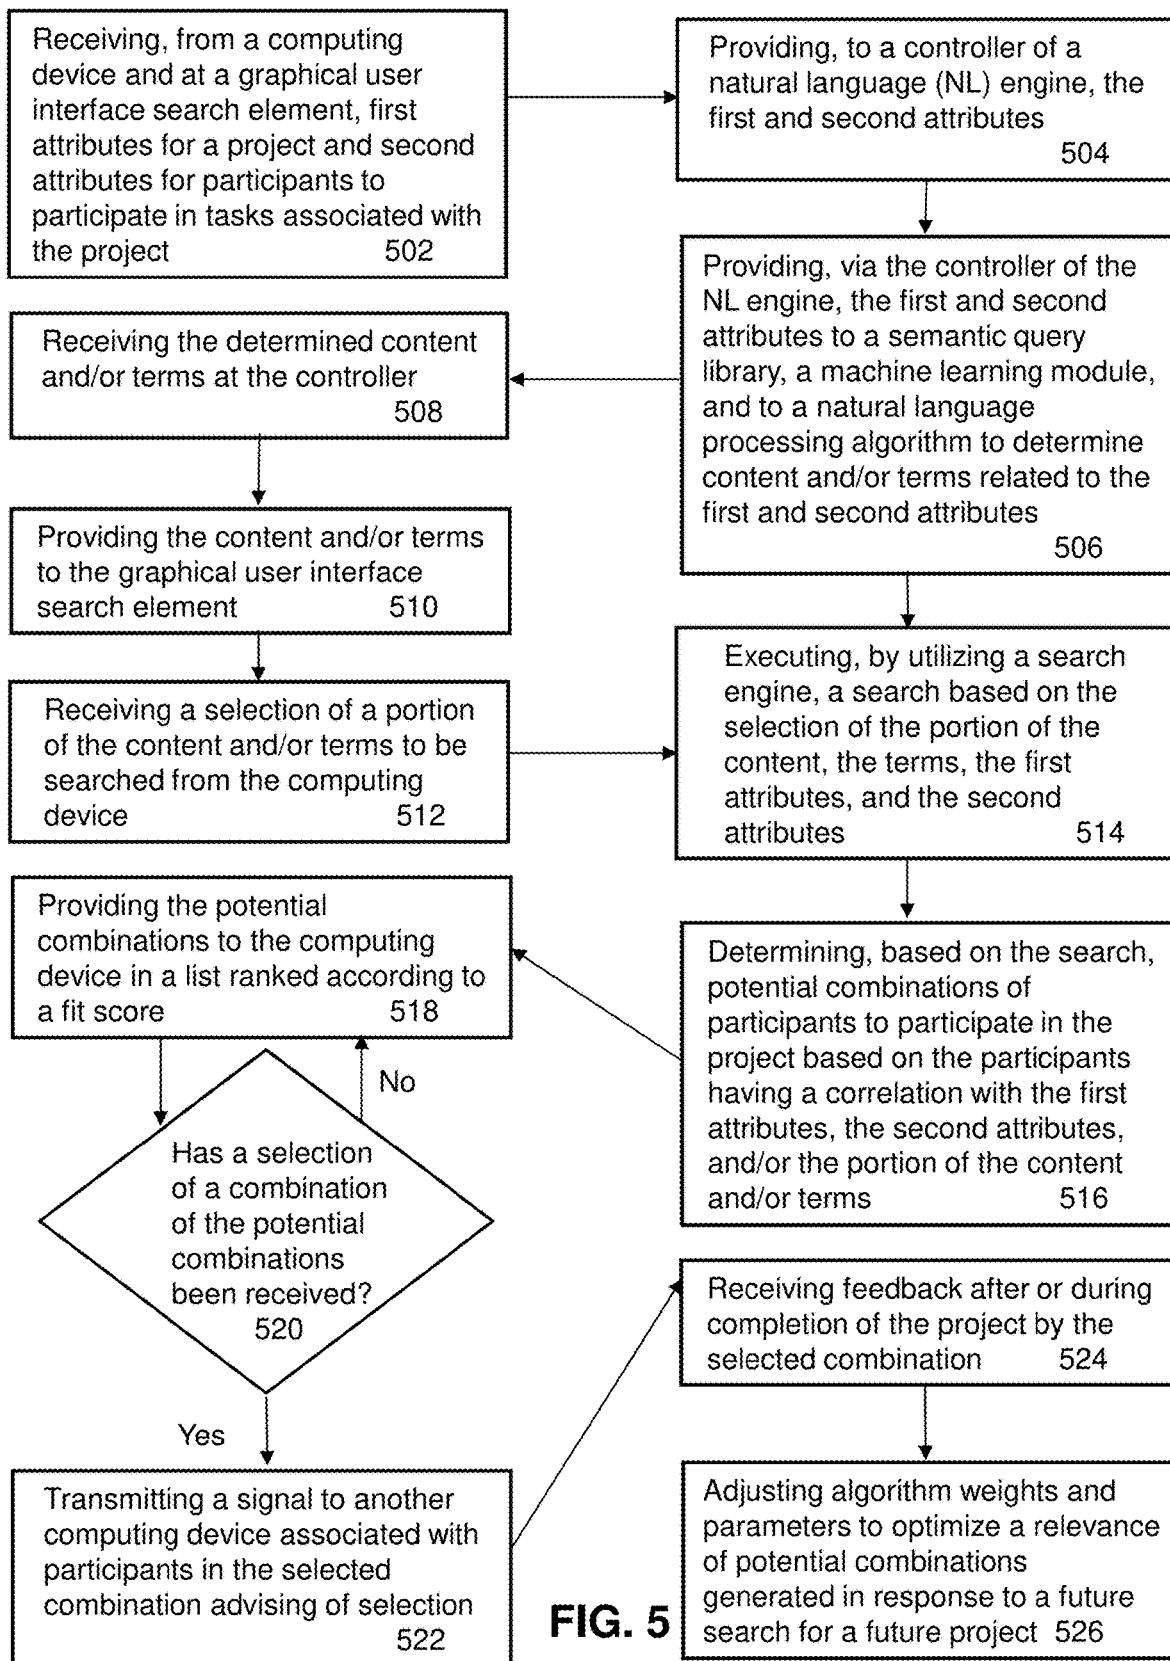 Receiving, from a computing
device and at a graphical user
interface search element, first
attributes for a project and second
attributes for participants to
participate in tasks associated with
the project 502
Providing, to a controller of a
natural language (NL) engine, the
first and second attributes
504
Providing, via the controller of the
NL engine, the first and second
attributes to a semantic query
library, a machine learning module,
and to a natural language
processing algorithm to determine
content and/or terms related to the
first and second attributes
506
Receiving the determined content
and/or terms at the controller
508
Providing the content and/or terms
to the graphical user interface
search element 510
Receiving a selection of a portion
of the content and/or terms to be
searched from the computing
device 512
Executing, by utilizing a search
engine, a search based on the
selection of the portion of the
content, the terms, the first
attributes, and the second
attributes 514
Determining, based on the search,
potential combinations of
participants to participate in the
project based on the participants
having a correlation with the first
attributes, the second attributes,
and/or the portion of the content
and/or terms 516
Providing the potential
combinations to the computing
device in a list ranked according to
a fit score 518
No
Has a selection
of a combination
of the potential
combinations
been received?
520
Yes
Transmitting a signal to another
computing device associated with
participants in the selected
combination advising of selection
522
Receiving feedback after or during
completion of the project by the
selected combination 524
Adjusting algorithm weights and
parameters to optimize a relevance
of potential combinations
generated in response to a future
search for a future project 526
FIG. 5